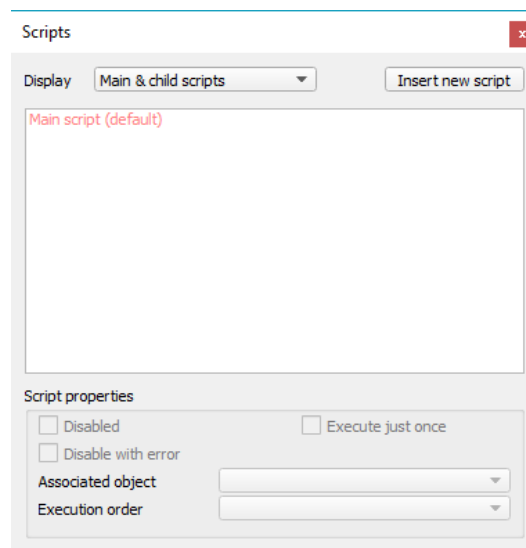 Scripts
x
Display Main & child scripts Insert new script
Main script (default)
Script properties
Disabled Execute just once
Disable with error
Associated object
Execution order